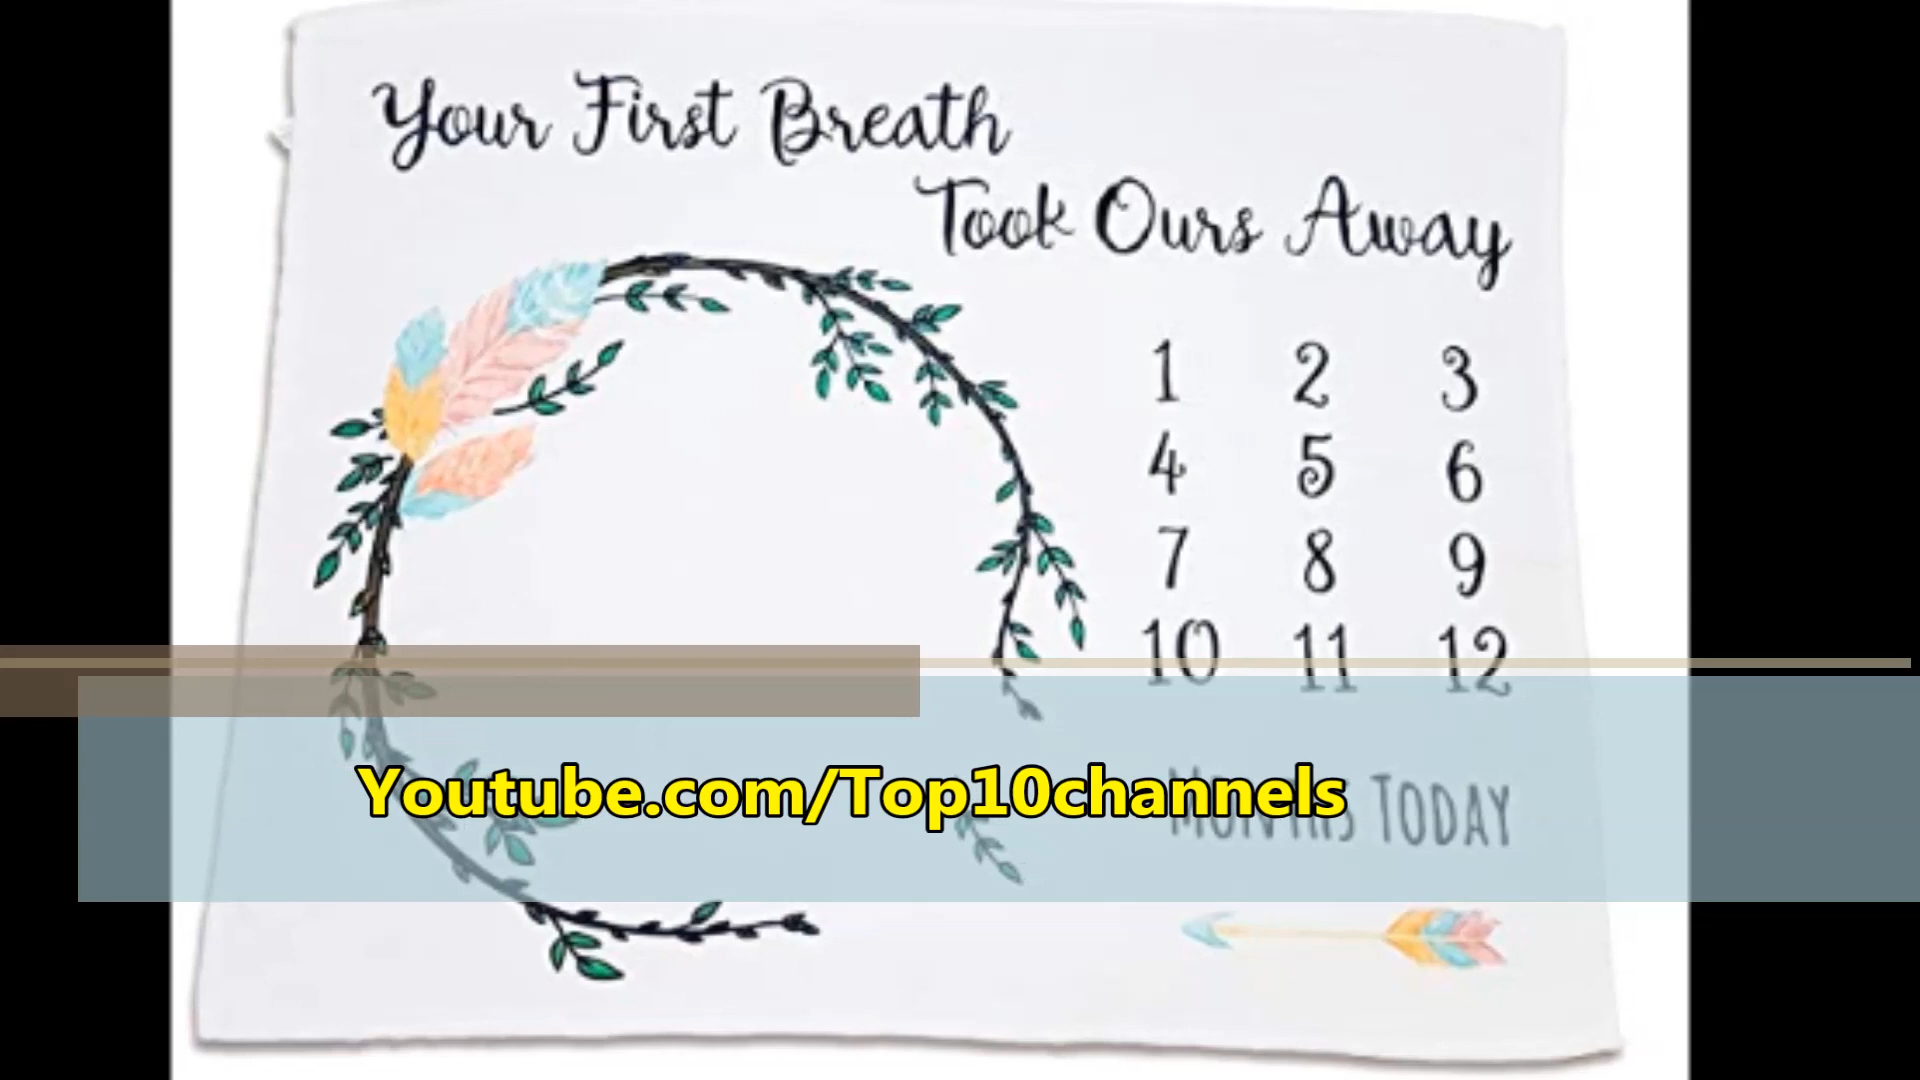 Your First Breath
Took Ours Away
1 2 3
4 5 6
7 8 9
10 11 12
Youtube.com/Top10channels
Months Today